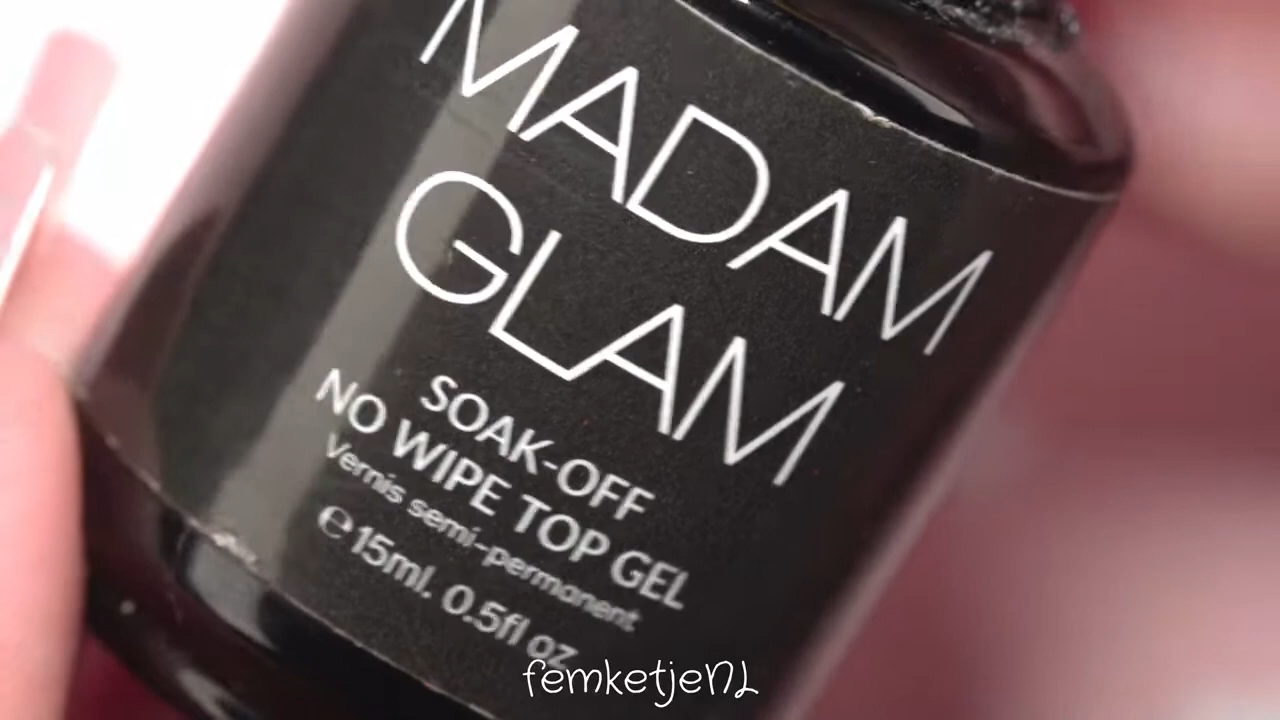 MADAM
GLAM
SOAK-OFF
NO WIPE TOP GEL
Vernis semi-permanent
℮ 15ml. 0.5fl oz
femketjeNL